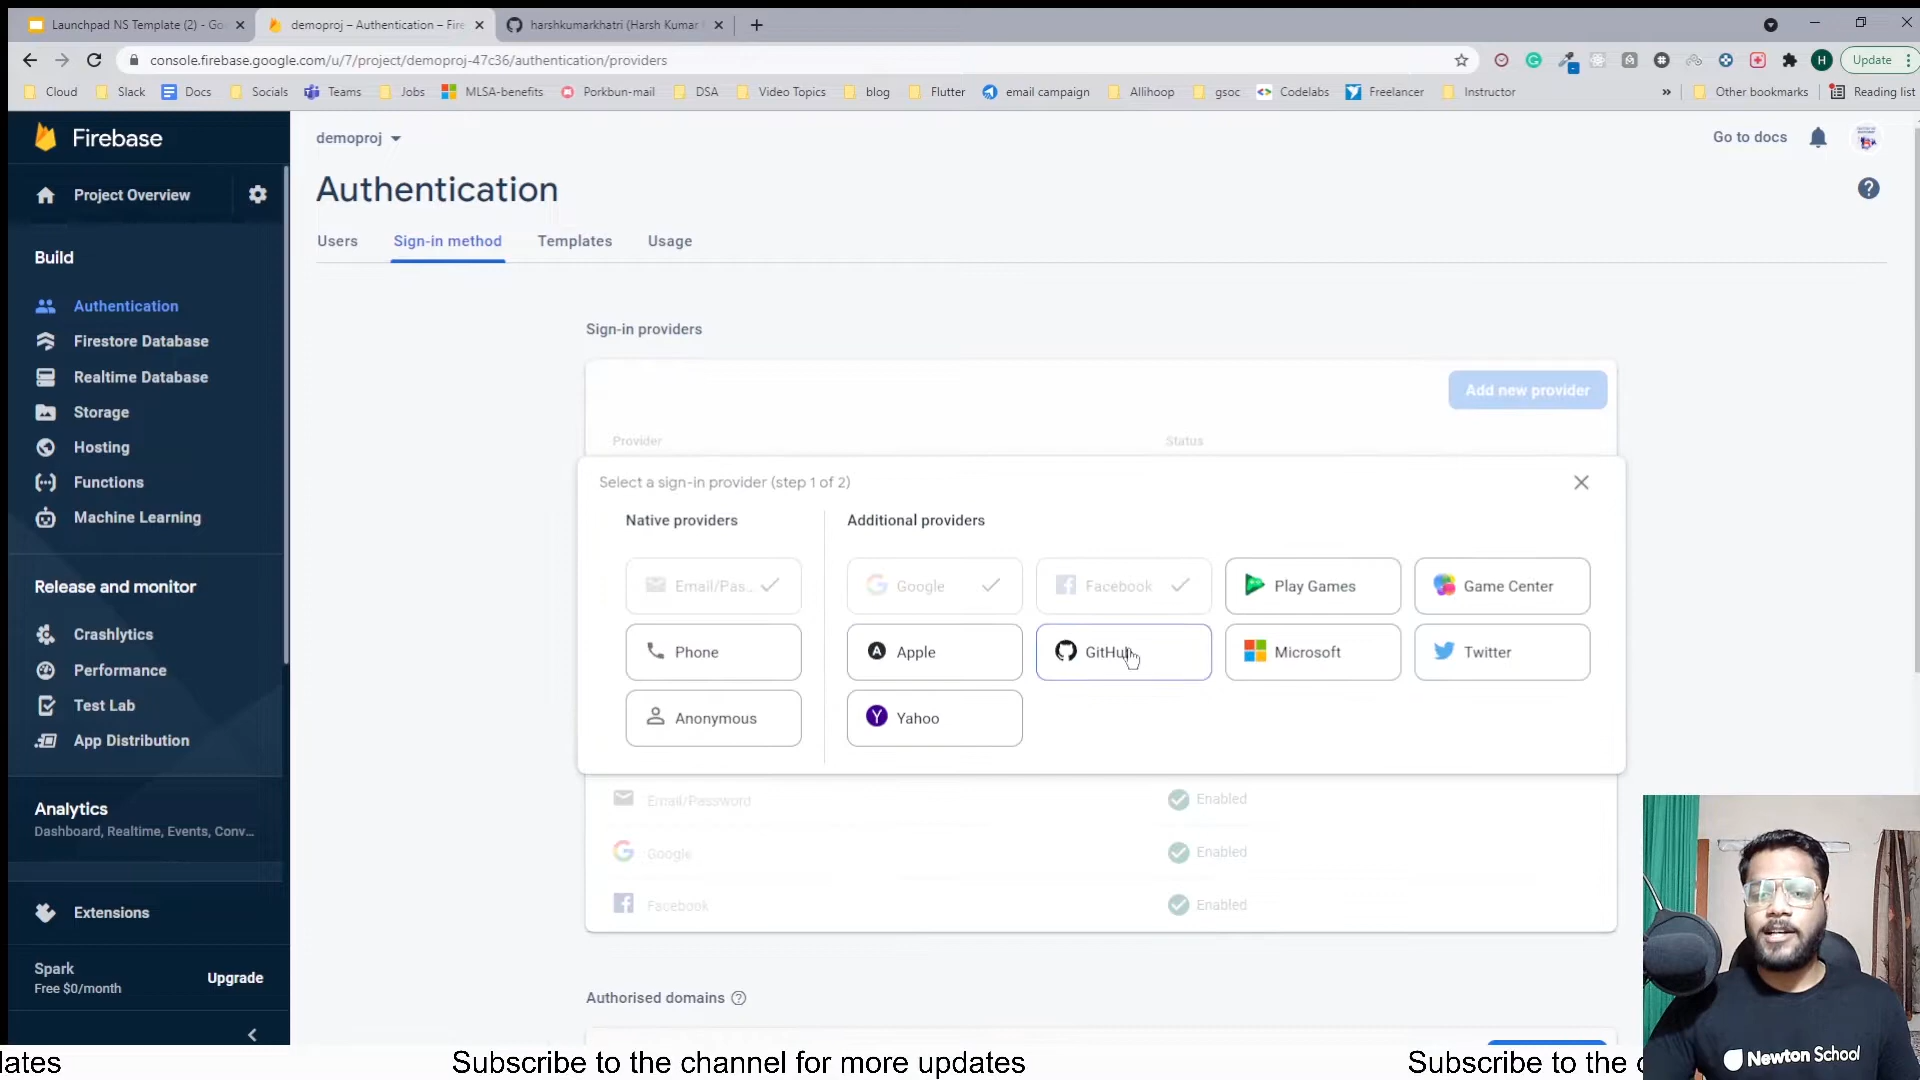 Launchpad NS Template (2) - Go
demoproj – Authentication – Fire
harshkumarkhatri (Harsh Kumar
console.firebase.google.com/u/7/project/demoproj-47c36/authentication/providers
H
Update
Cloud
Slack
Docs
Socials
Teams
Jobs
MLSA-benefits
Porkbun-mail
DSA
Video Topics
blog
Flutter
email campaign
Allihoop
gsoc
Codelabs
Freelancer
Instructor
»
Other bookmarks
Reading list
Firebase
Project Overview
Build
Authentication
Firestore Database
Realtime Database
Storage
Hosting
Functions
Machine Learning
Release and monitor
Crashlytics
Performance
Test Lab
App Distribution
Analytics
Dashboard, Realtime, Events, Conv...
Extensions
Spark
Free $0/month
Upgrade
demoproj
Go to docs
Authentication
Users
Sign-in method
Templates
Usage
Sign-in providers
Add new provider
Provider
Status
Select a sign-in provider (step 1 of 2)
Native providers
Additional providers
Email/Pas...
Google
Facebook
Play Games
Game Center
Phone
Apple
GitHub
Microsoft
Twitter
Anonymous
Yahoo
Email/Password
Enabled
Google
Enabled
Facebook
Enabled
Authorised domains
Newton School
dates
Subscribe to the channel for more updates
Subscribe to the c